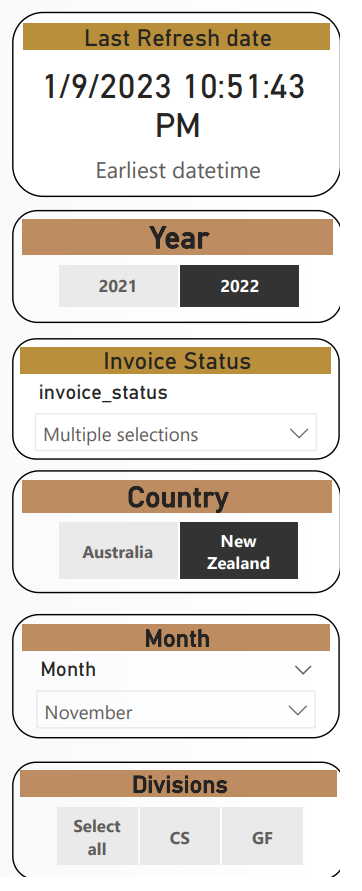 Last Refresh date
1/9/2023 10:51:43
PM
Earliest datetime
Year
2021 2022
Invoice Status
invoice_status
Multiple selections
Country
Australia New
Zealand
Month
Month
November
Divisions
Select
all CS GF